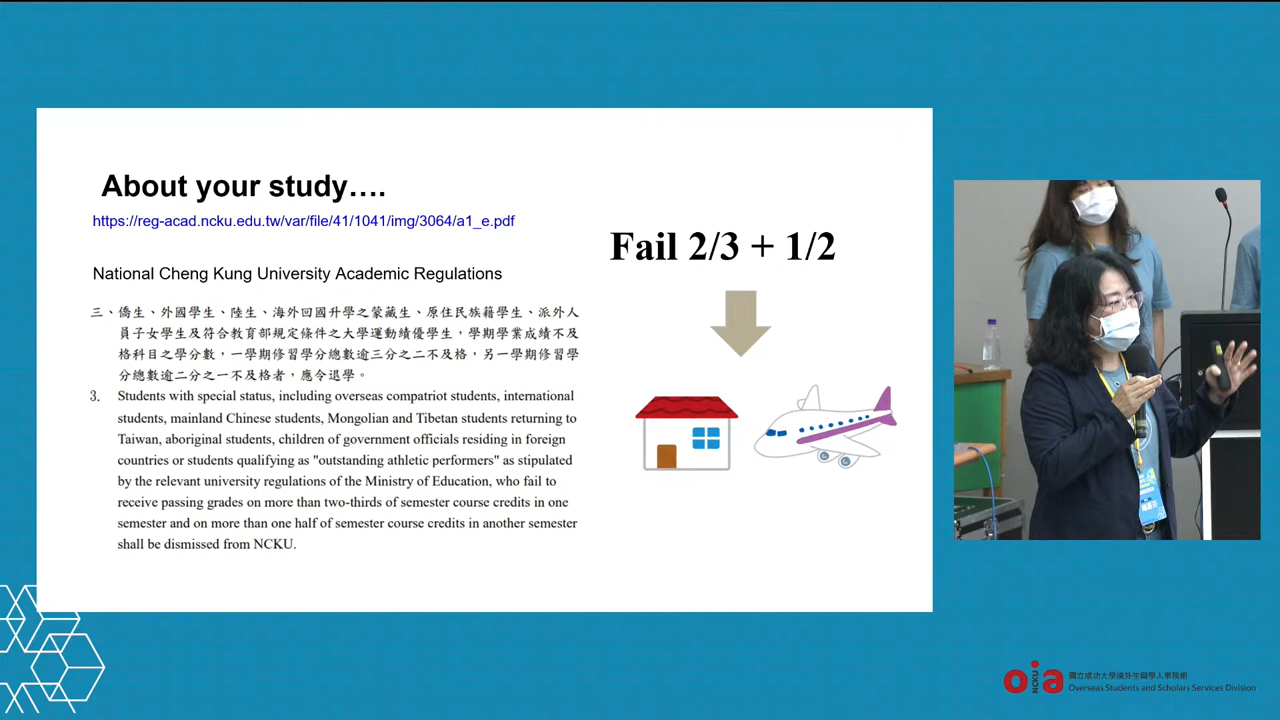 About your study....
https://reg-acad.ncku.edu.tw/var/file/41/1041/img/3064/a1_e.pdf
National Cheng Kung University Academic Regulations
三、僑生、外國學生、陸生、海外回國升學之蒙藏生、原住民族籍學生、派外人
員子女學生及符合教育部規定條件之大學運動績優學生，學期學業成績不及
格科目之學分數，一學期修習學分總數逾三分之二不及格，另一學期修習學
分總數逾二分之一不及格者，應令退學。
3. Students with special status, including overseas compatriot students, international
students, mainland Chinese students, Mongolian and Tibetan students returning to
Taiwan, aboriginal students, children of government officials residing in foreign
countries or students qualifying as "outstanding athletic performers" as stipulated
by the relevant university regulations of the Ministry of Education, who fail to
receive passing grades on more than two-thirds of semester course credits in one
semester and on more than one half of semester course credits in another semester
shall be dismissed from NCKU.
Fail 2/3 + 1/2
NCKU
oia
國立成功大學境外生與學人事務組
Overseas Students and Scholars Services Division